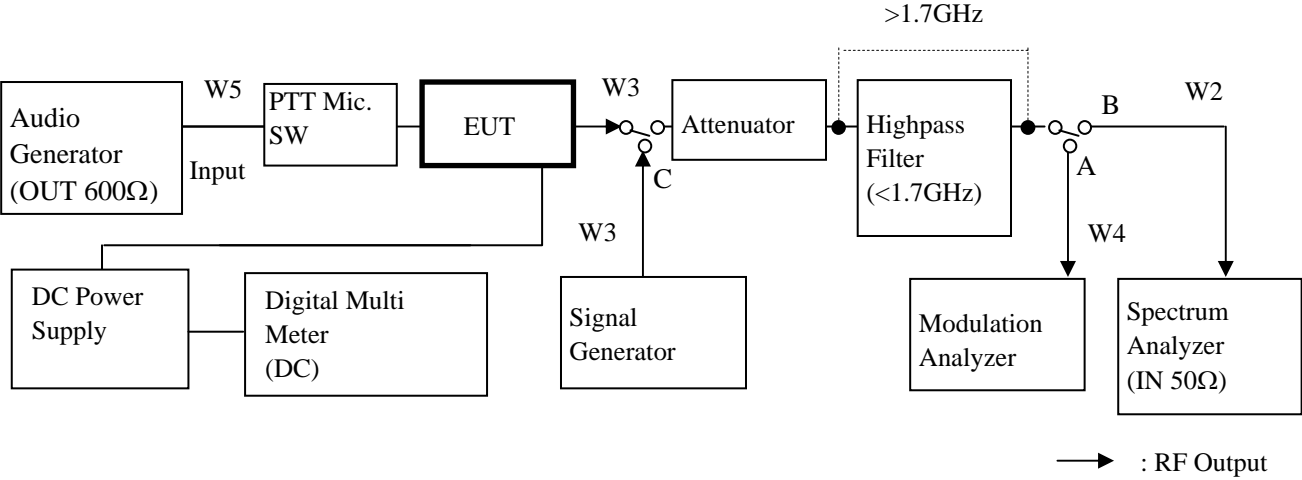 >1.7GHz
W5
W3
W2
Audio
Generator
(OUT 600Ω)
Input
PTT Mic.
SW
EUT
C
Attenuator
Highpass
Filter
(<1.7GHz)
B
A
W3
W4
DC Power
Supply
Digital Multi
Meter
(DC)
Signal
Generator
Modulation
Analyzer
Spectrum
Analyzer
(IN 50Ω)
: RF Output